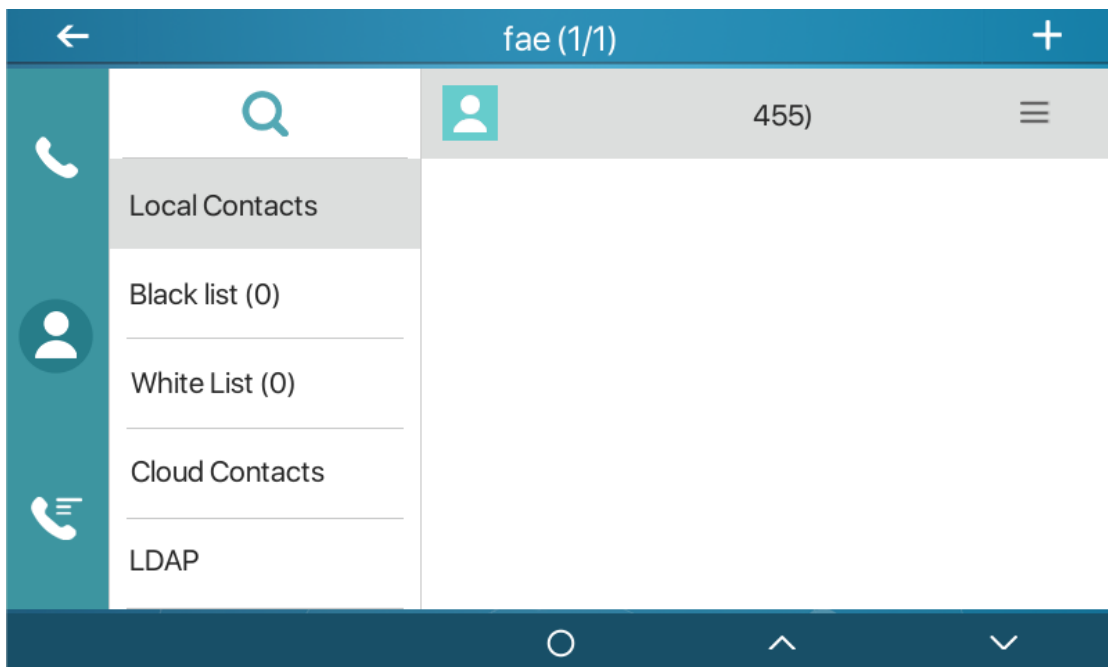 fae (1/1)
455)
Local Contacts
Black list (0)
White List (0)
Cloud Contacts
LDAP